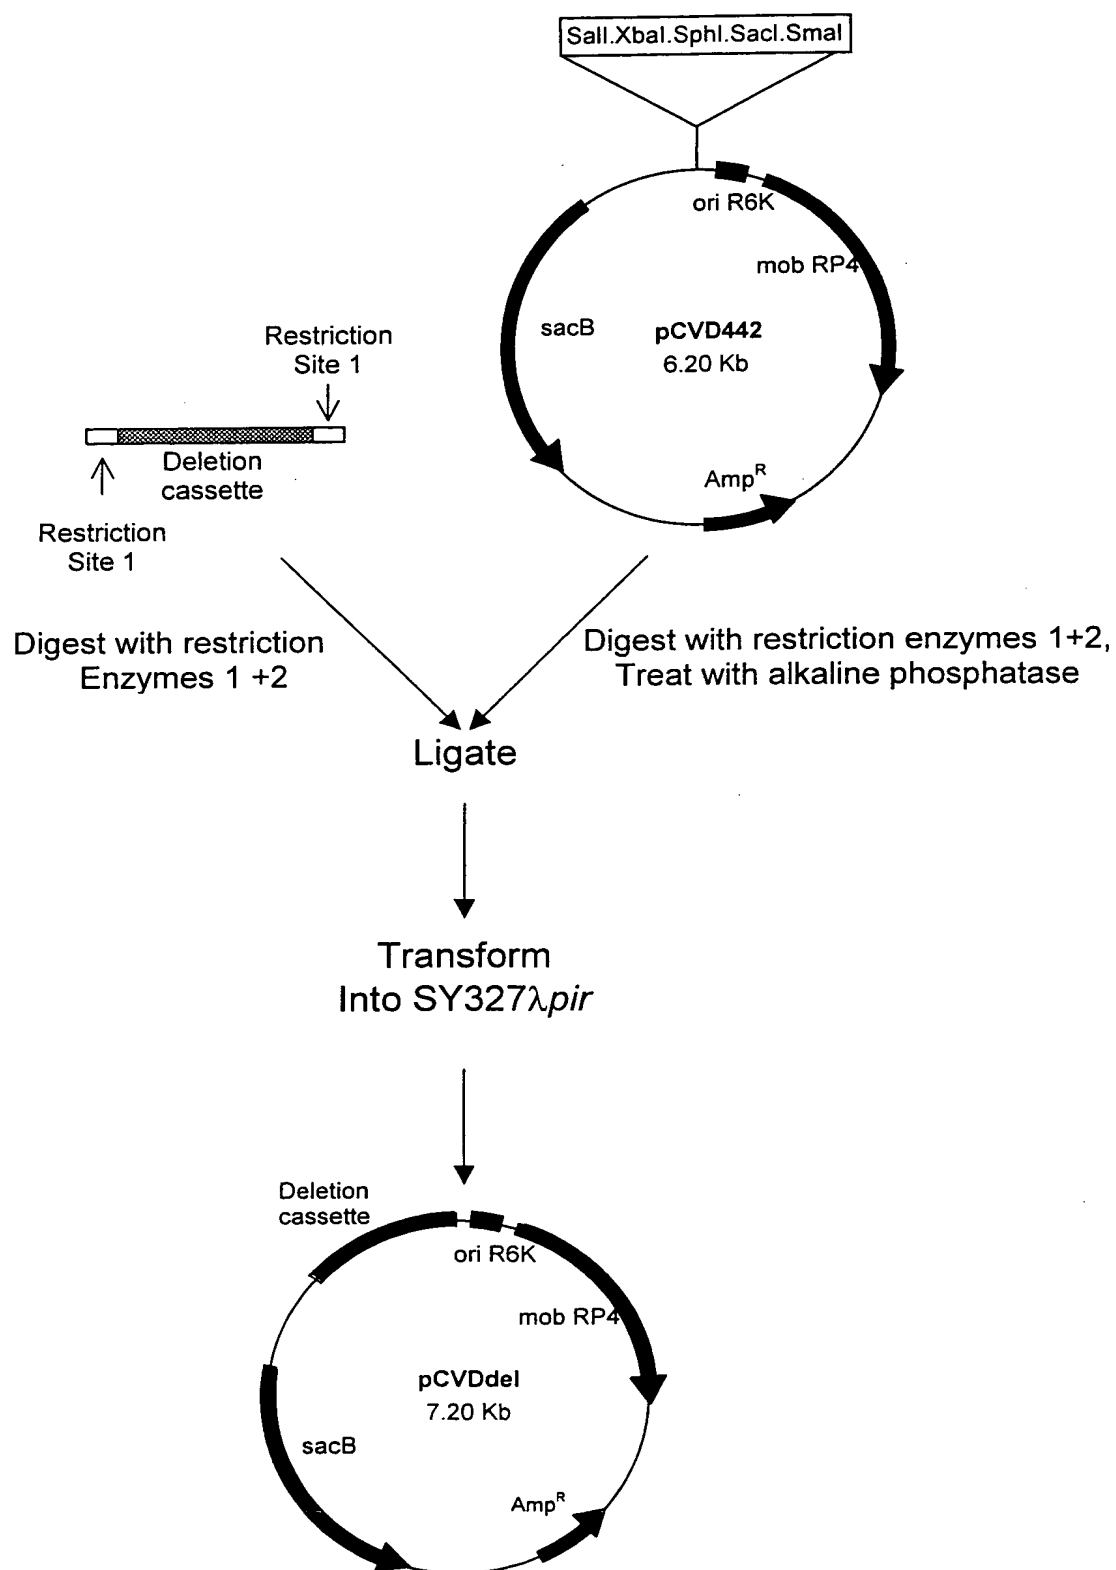 SalI.XbaI.SphI.SacI.SmaI
ori R6K
mob RP4
sacB
pCVD442
6.20 Kb
Amp^R
Restriction
Site 1
Deletion
cassette
Restriction
Site 1
Digest with restriction
Enzymes 1 +2
Digest with restriction enzymes 1+2,
Treat with alkaline phosphatase
Ligate
Transform
Into SY327λpir
Deletion
cassette
ori R6K
mob RP4
pCVDdel
7.20 Kb
sacB
Amp^R